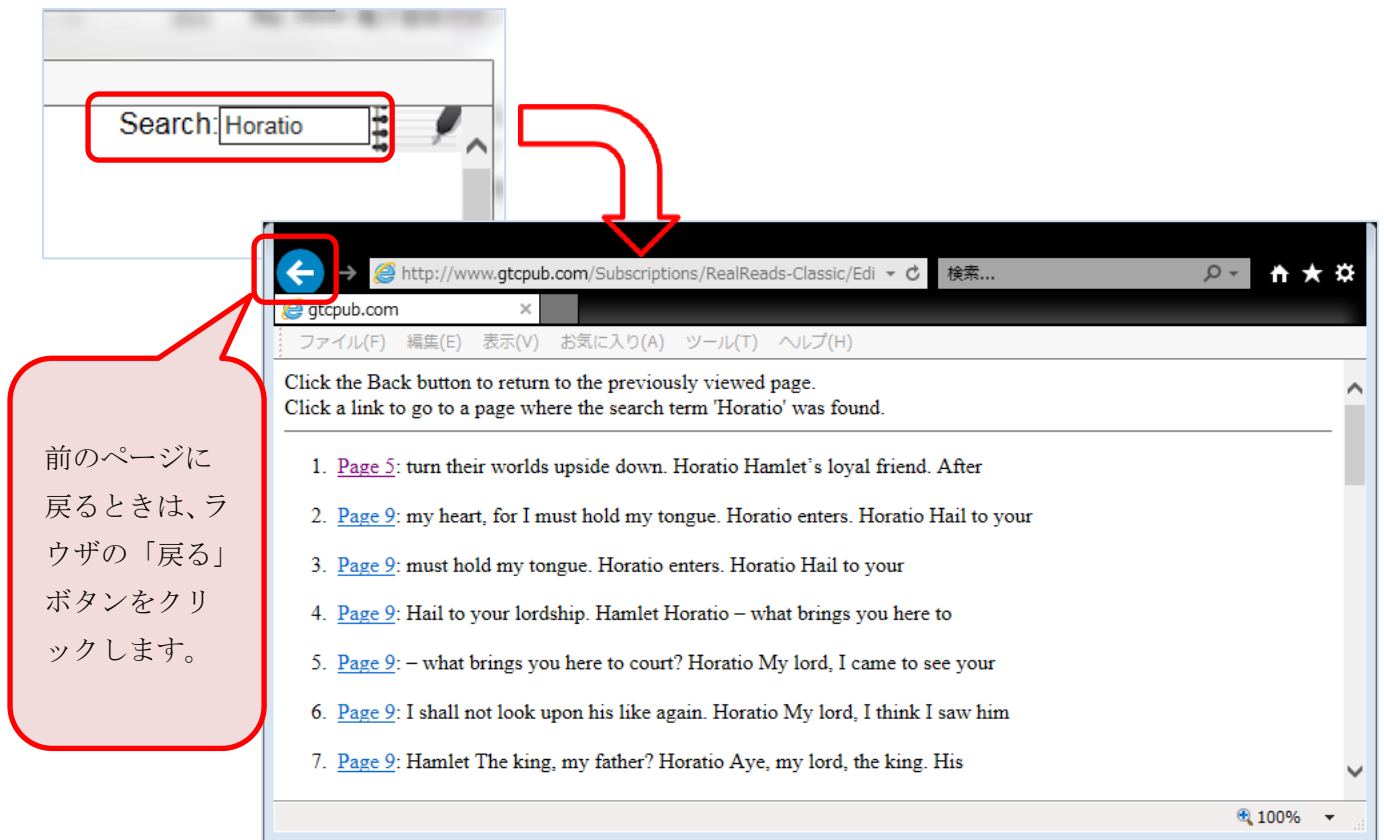 Search: Horatio
http://www.gtcpub.com/Subscriptions/RealReads-Classic/Edi
検索...
gtcpub.com
ファイル(F) 編集(E) 表示(V) お気に入り(A) ツール(T) ヘルプ(H)
Click the Back button to return to the previously viewed page.
Click a link to go to a page where the search term 'Horatio' was found.
1. Page 5: turn their worlds upside down. Horatio Hamlet's loyal friend. After
2. Page 9: my heart, for I must hold my tongue. Horatio enters. Horatio Hail to your
3. Page 9: must hold my tongue. Horatio enters. Horatio Hail to your
4. Page 9: Hail to your lordship. Hamlet Horatio – what brings you here to
5. Page 9: – what brings you here to court? Horatio My lord, I came to see your
6. Page 9: I shall not look upon his like again. Horatio My lord, I think I saw him
7. Page 9: Hamlet The king, my father? Horatio Aye, my lord, the king. His
100%
前のページに
戻るときは、ラ
ウザの「戻る」
ボタンをクリ
ックします。